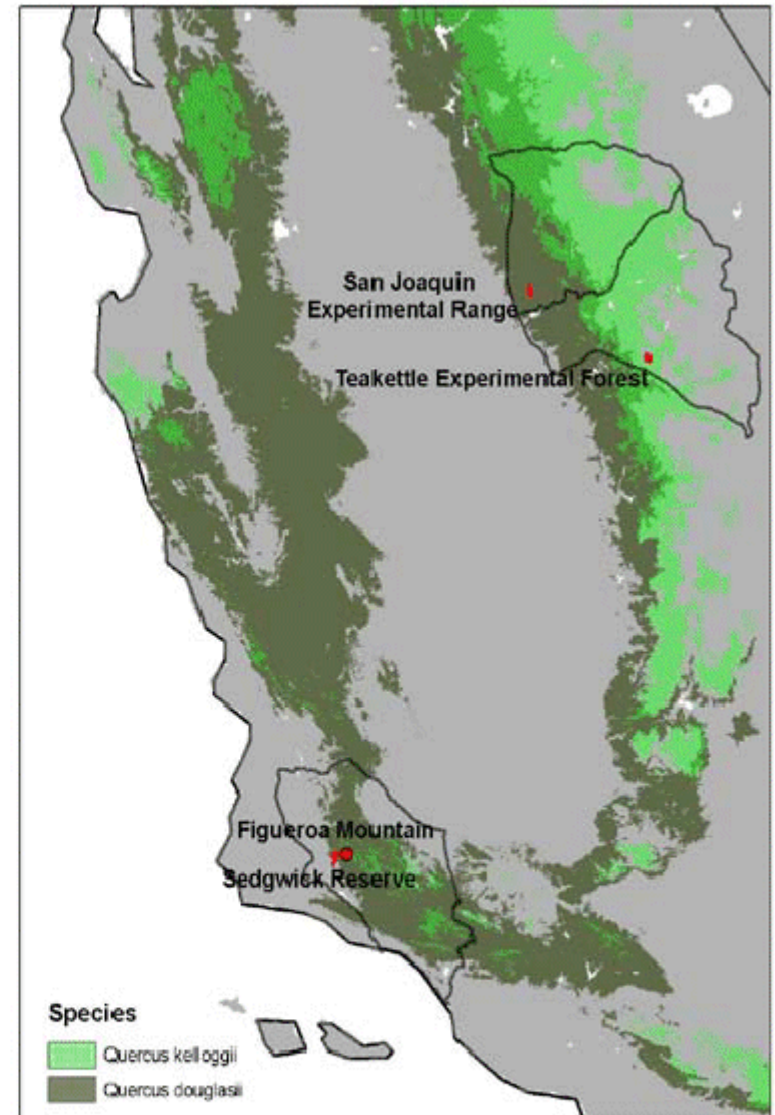 San Joaquin
Experimental Range
Teakettle Experimental Forest
Figueroa Mountain
Sedgwick Reserve
Species
Quercus kelloggii
Quercus douglasii